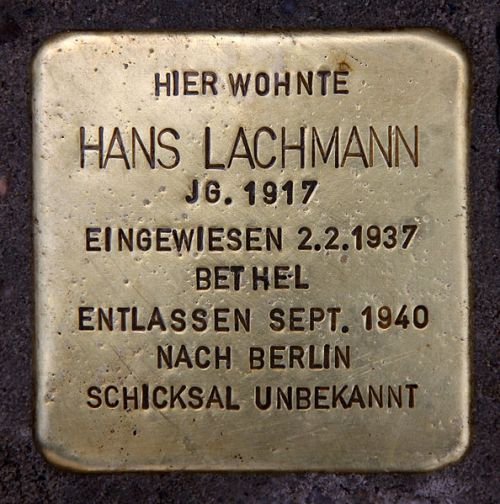 HIER WOHNTE
HANS LACHMANN
JG. 1917
EINGEWIESEN 2.2.1937
BETHEL
ENTLASSEN SEPT. 1940
NACH BERLIN
SCHICKSAL UNBEKANNT